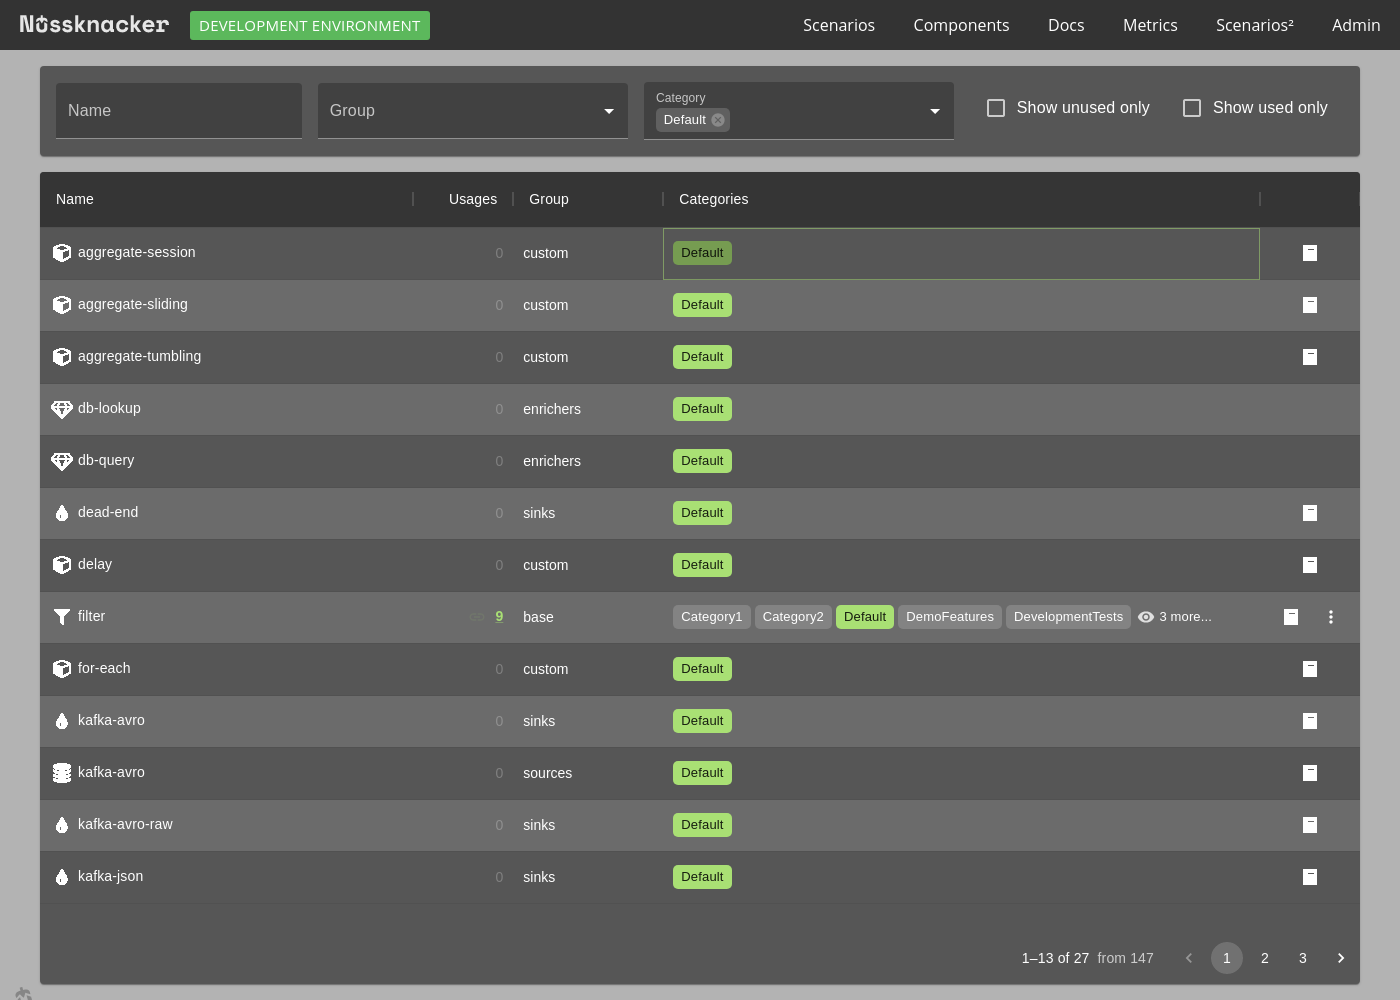 Nussknacker DEVELOPMENT ENVIRONMENT Scenarios Components Docs Metrics Scenarios² Admin
Name Group Category Default Show unused only Show used only
Name Usages Group Categories
aggregate-session 0 custom Default
aggregate-sliding 0 custom Default
aggregate-tumbling 0 custom Default
db-lookup 0 enrichers Default
db-query 0 enrichers Default
dead-end 0 sinks Default
delay 0 custom Default
filter 9 base Category1 Category2 Default DemoFeatures DevelopmentTests 3 more...
for-each 0 custom Default
kafka-avro 0 sinks Default
kafka-avro 0 sources Default
kafka-avro-raw 0 sinks Default
kafka-json 0 sinks Default
1–13 of 27 from 147 1 2 3